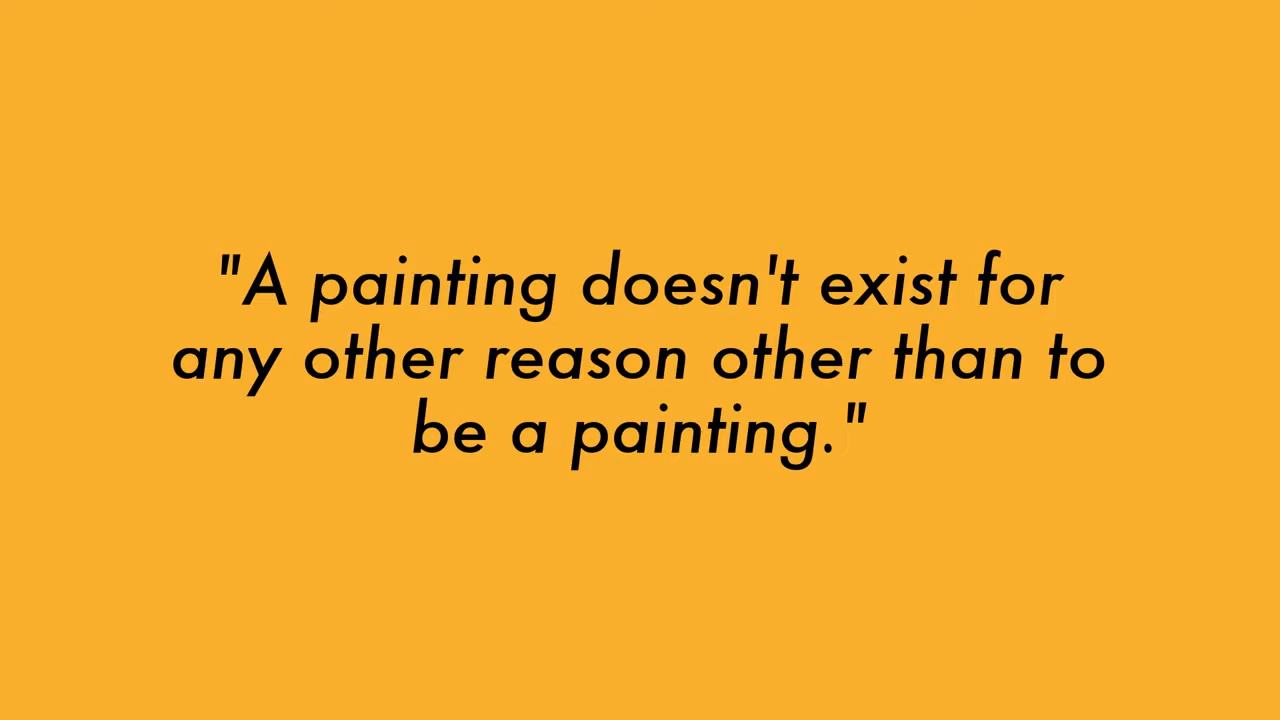 "A painting doesn't exist for
any other reason other than to
be a painting."